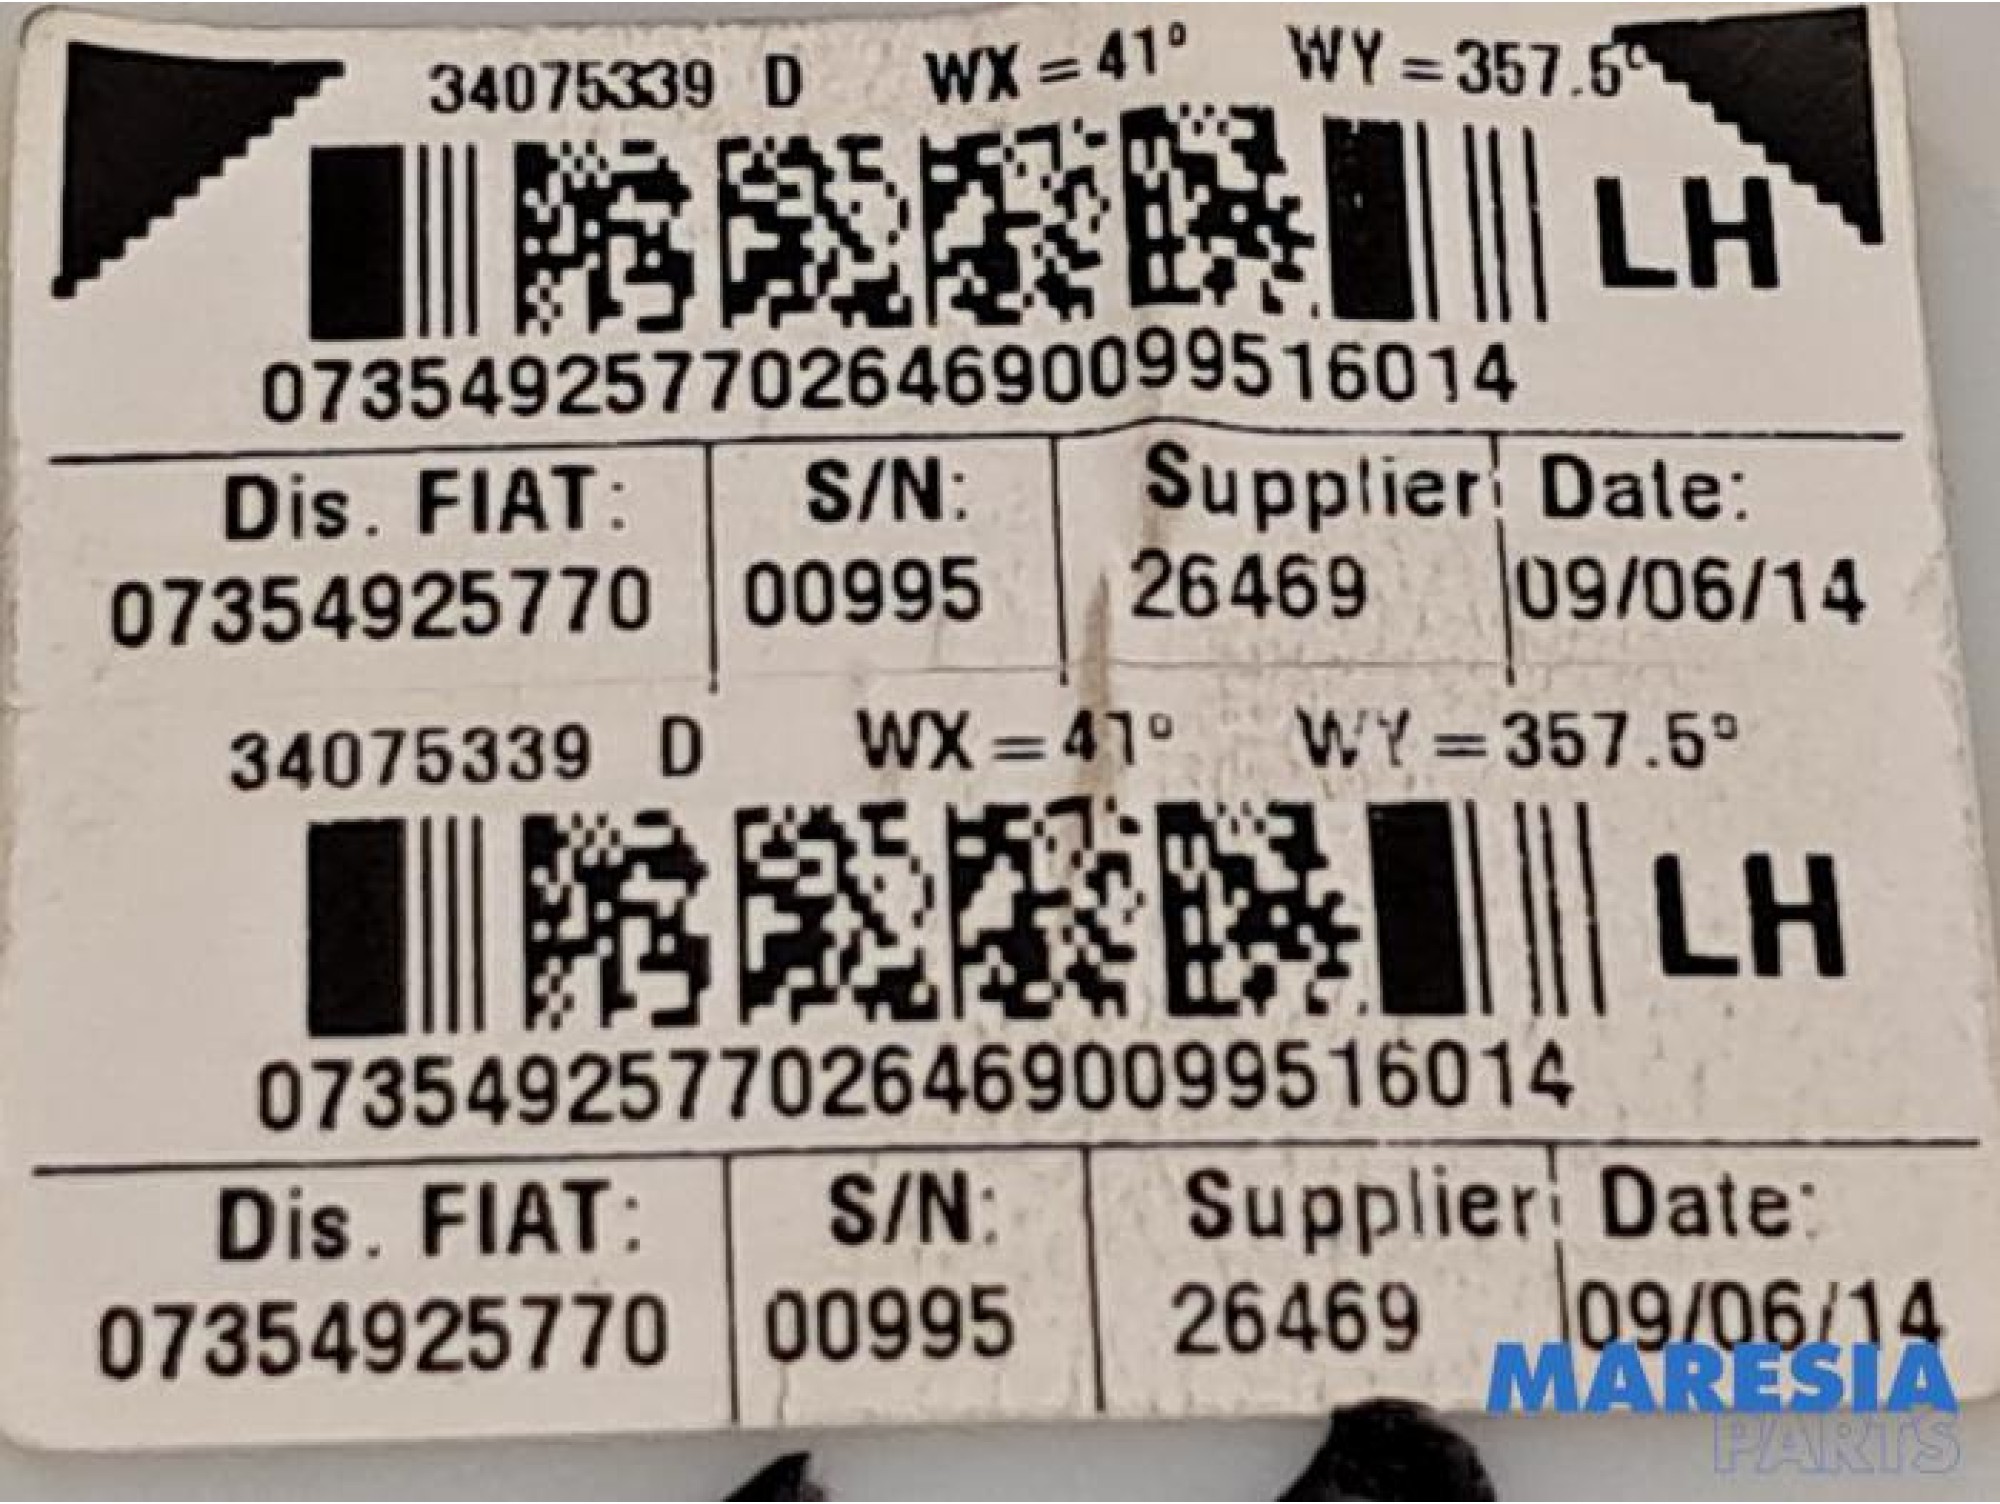 34075339 D WX=41° WY=357.5°
LH
07354925770264690099516014
Dis. FIAT: S/N: Supplier: Date:
07354925770 00995 26469 09/06/14
34075339 D WX=41° WY=357.5°
LH
07354925770264690099516014
Dis. FIAT: S/N: Supplier: Date:
07354925770 00995 26469 09/06/14
MARESIA
PARTS